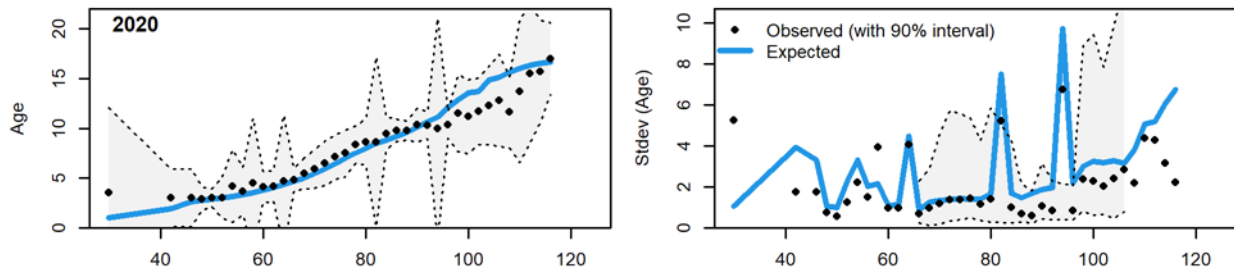 2020
Age
0 5 10 15 20
40 60 80 100 120
Observed (with 90% interval)
Expected
Stdev (Age)
0 2 4 6 8 10
40 60 80 100 120